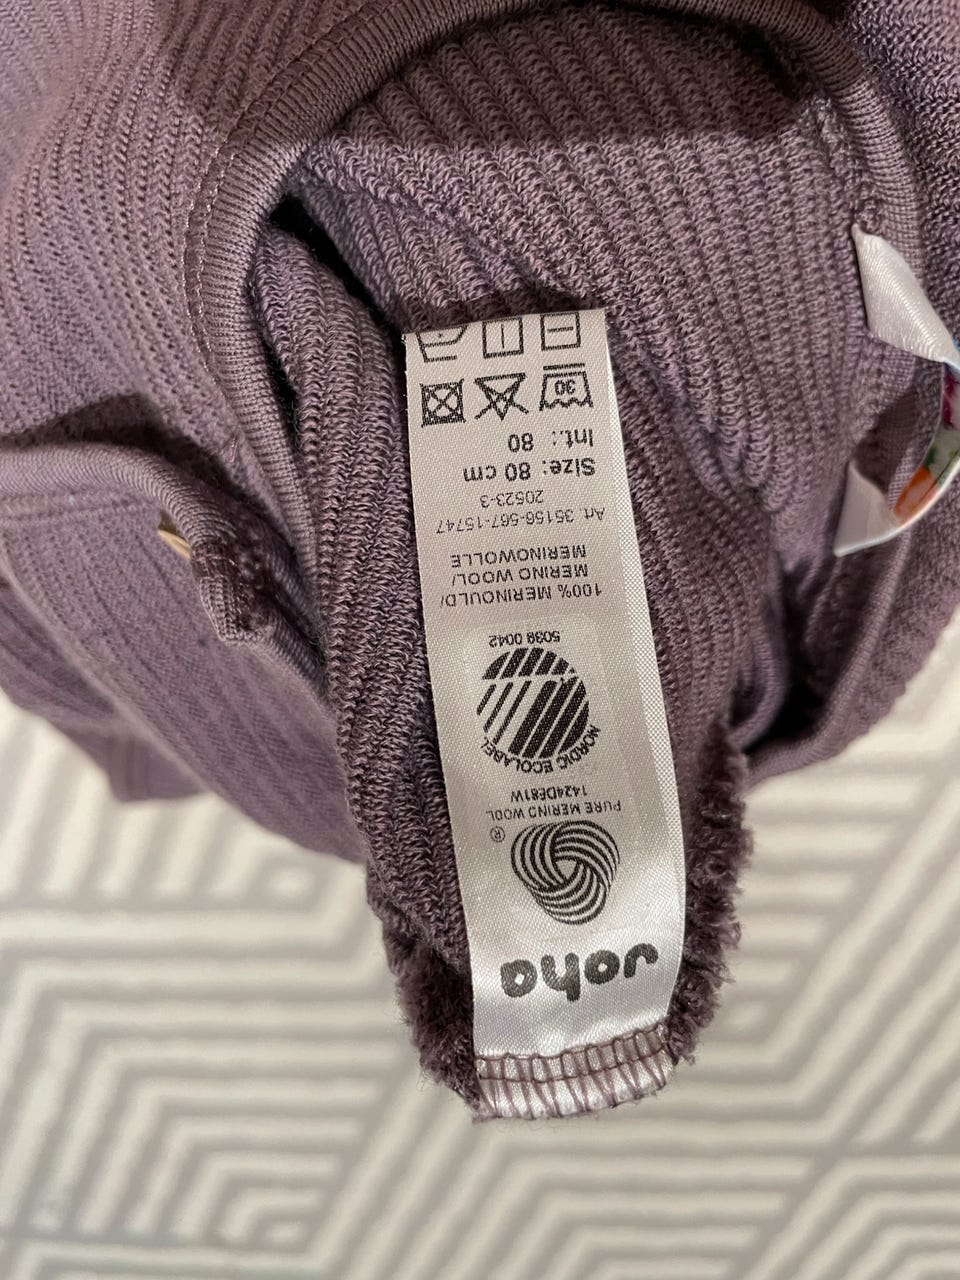 Joha
®
PURE MERINO WOOL
1424DE81W
NORDIC ECOLABEL
5039 0042
100% MERINOULD/
MERINO WOOL/
MERINOWOLLE
Art. 35156-567-15747
20523-3
Size: 80 cm
Int.: 80
30